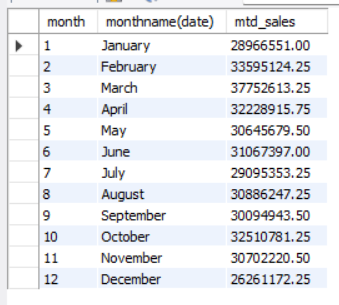 month monthname(date) mtd_sales
1 January 28966551.00
2 February 33595124.25
3 March 37752613.25
4 April 32228915.75
5 May 30645679.50
6 June 31067397.00
7 July 29095353.25
8 August 30886247.25
9 September 30094943.50
10 October 32510781.25
11 November 30702220.50
12 December 26261172.25